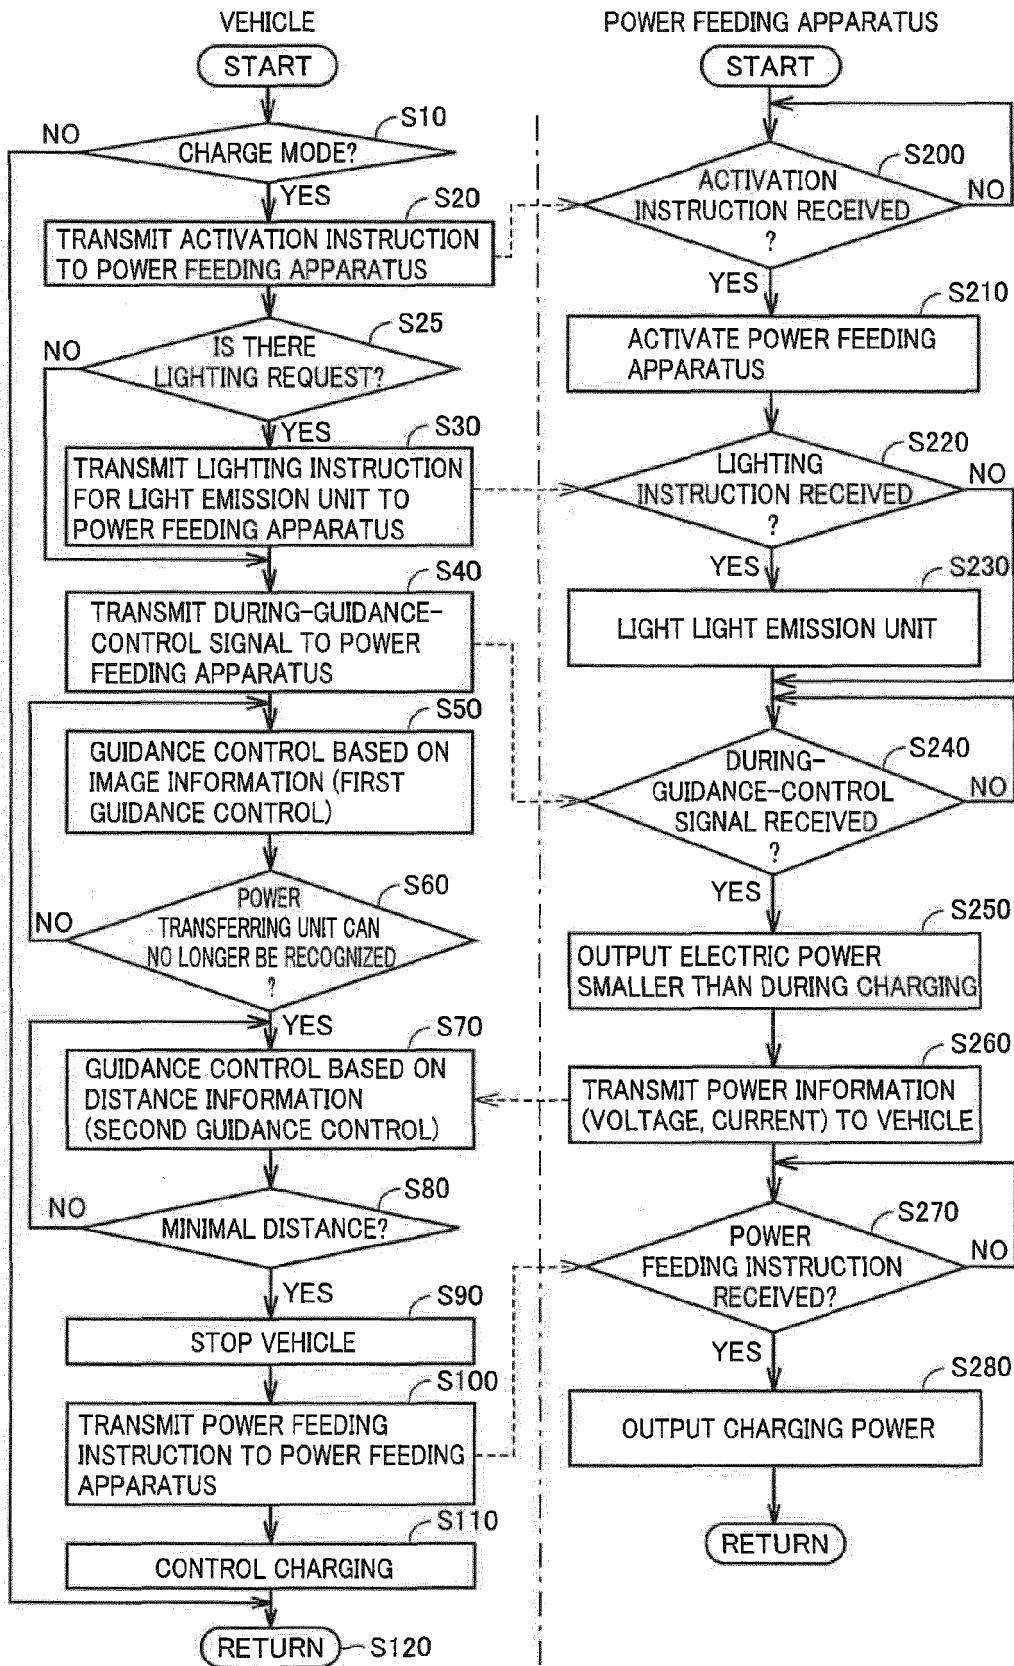 VEHICLE
START
S10
NO
CHARGE MODE?
YES
S20
TRANSMIT ACTIVATION INSTRUCTION
TO POWER FEEDING APPARATUS
S25
NO
IS THERE
LIGHTING REQUEST?
YES
S30
TRANSMIT LIGHTING INSTRUCTION
FOR LIGHT EMISSION UNIT TO
POWER FEEDING APPARATUS
S40
TRANSMIT DURING-GUIDANCE-
CONTROL SIGNAL TO POWER
FEEDING APPARATUS
S50
GUIDANCE CONTROL BASED ON
IMAGE INFORMATION (FIRST
GUIDANCE CONTROL)
S60
POWER
TRANSFERRING UNIT CAN
NO LONGER BE RECOGNIZED
?
NO
YES
S70
GUIDANCE CONTROL BASED ON
DISTANCE INFORMATION
(SECOND GUIDANCE CONTROL)
S80
NO
MINIMAL DISTANCE?
YES
S90
STOP VEHICLE
S100
TRANSMIT POWER FEEDING
INSTRUCTION TO POWER FEEDING
APPARATUS
S110
CONTROL CHARGING
RETURN
S120
POWER FEEDING APPARATUS
START
S200
ACTIVATION
INSTRUCTION RECEIVED
?
NO
YES
S210
ACTIVATE POWER FEEDING
APPARATUS
S220
LIGHTING
INSTRUCTION RECEIVED
?
NO
YES
S230
LIGHT LIGHT EMISSION UNIT
S240
DURING-
GUIDANCE-CONTROL
SIGNAL RECEIVED
?
NO
YES
S250
OUTPUT ELECTRIC POWER
SMALLER THAN DURING CHARGING
S260
TRANSMIT POWER INFORMATION
(VOLTAGE, CURRENT) TO VEHICLE
S270
POWER
FEEDING INSTRUCTION
RECEIVED?
NO
YES
S280
OUTPUT CHARGING POWER
RETURN